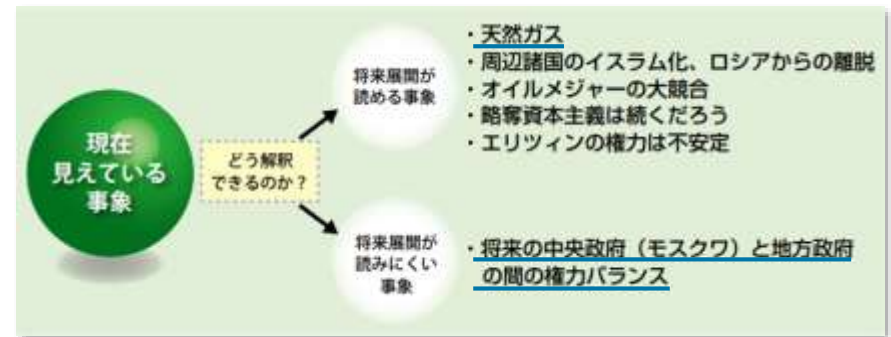 現在
見えている
事象
どう解釈
できるのか？
将来展開が
読める事象
・天然ガス
・周辺諸国のイスラム化、ロシアからの離脱
・オイルメジャーの大競合
・略奪資本主義は続くだろう
・エリツィンの権力は不安定
将来展開が
読みにくい
事象
・将来の中央政府（モスクワ）と地方政府
の間の権力バランス